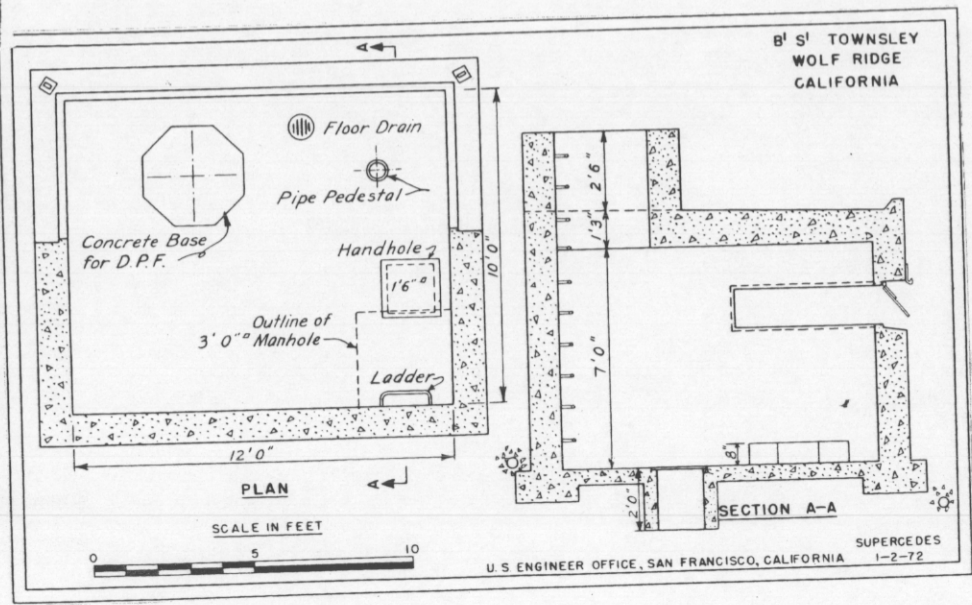 B' S' TOWNSLEY
WOLF RIDGE
CALIFORNIA
A
Floor Drain
Pipe Pedestal
Concrete Base
for D.P.F.
Handhole
1'6"□
Outline of
3'0"□ Manhole
Ladder
10'0"
12'0"
A
PLAN
SCALE IN FEET
0 5 10
2'6"
1'3"
7'0"
8"
2'0"
SECTION A-A
U.S ENGINEER OFFICE, SAN FRANCISCO, CALIFORNIA
SUPERCEDES
1-2-72